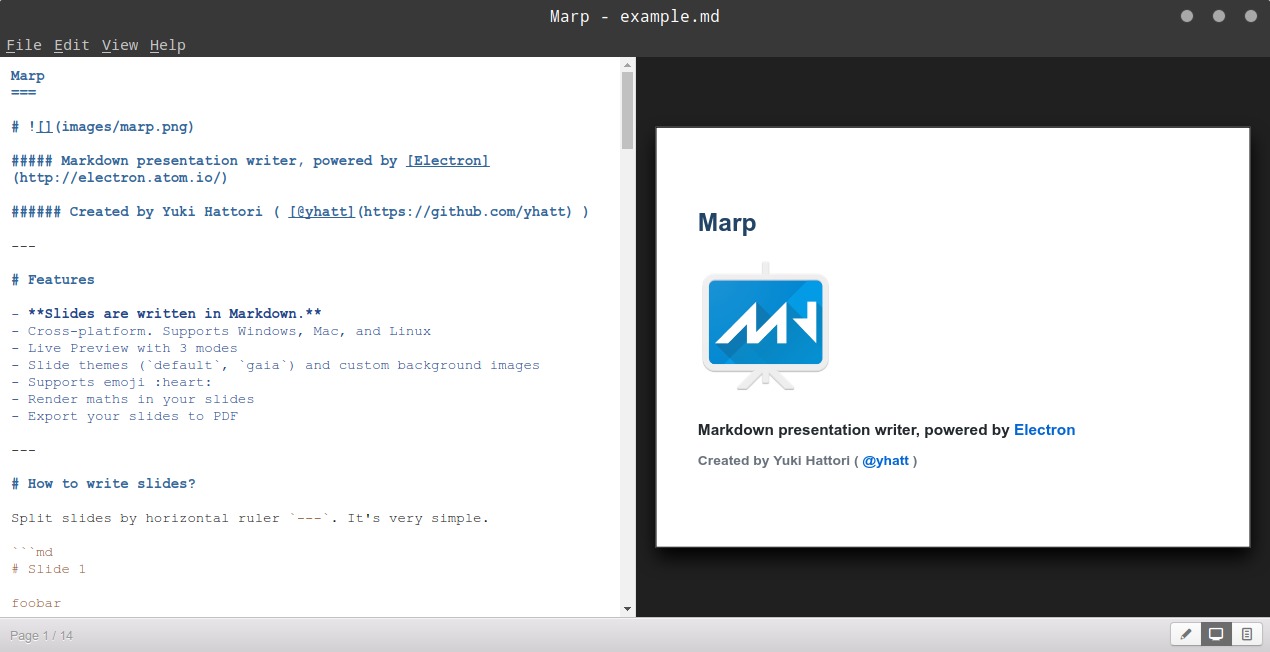 Marp - example.md
File Edit View Help
Marp
===
# ![](images/marp.png)
##### Markdown presentation writer, powered by [Electron]
(http://electron.atom.io/)
###### Created by Yuki Hattori ( [@yhatt](https://github.com/yhatt) )
---
# Features
- **Slides are written in Markdown.**
- Cross-platform. Supports Windows, Mac, and Linux
- Live Preview with 3 modes
- Slide themes (`default`, `gaia`) and custom background images
- Supports emoji :heart:
- Render maths in your slides
- Export your slides to PDF
---
# How to write slides?
Split slides by horizontal ruler `---`. It's very simple.
```md
# Slide 1
foobar
Marp
Markdown presentation writer, powered by Electron
Created by Yuki Hattori ( @yhatt )
Page 1 / 14